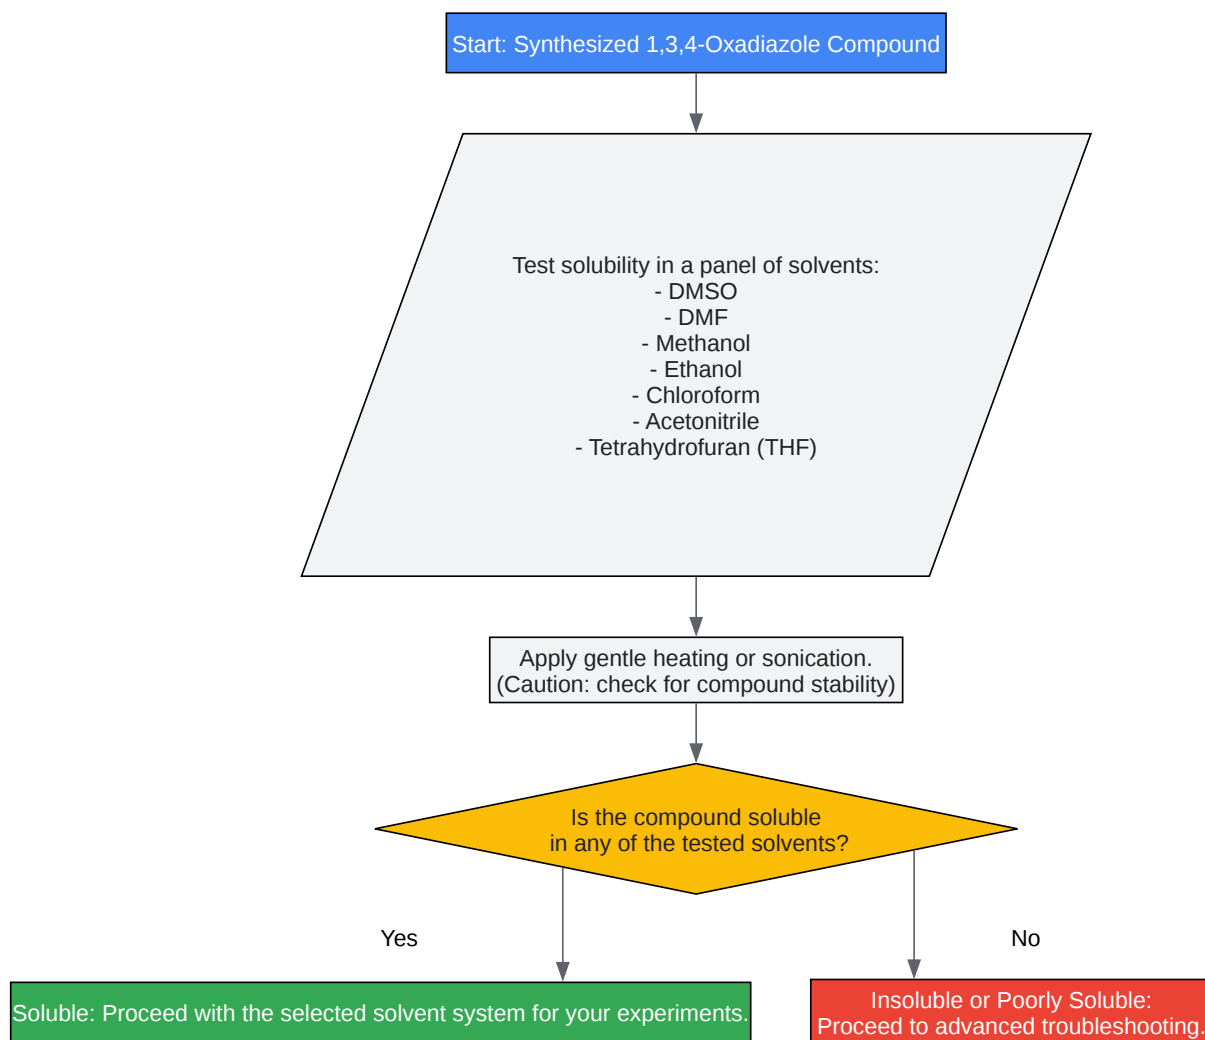 Start: Synthesized 1,3,4-Oxadiazole Compound
Test solubility in a panel of solvents:
- DMSO
- DMF
- Methanol
- Ethanol
- Chloroform
- Acetonitrile
- Tetrahydrofuran (THF)
Apply gentle heating or sonication.
(Caution: check for compound stability)
Is the compound soluble
in any of the tested solvents?
Yes
No
Soluble: Proceed with the selected solvent system for your experiments.
Insoluble or Poorly Soluble:
Proceed to advanced troubleshooting.